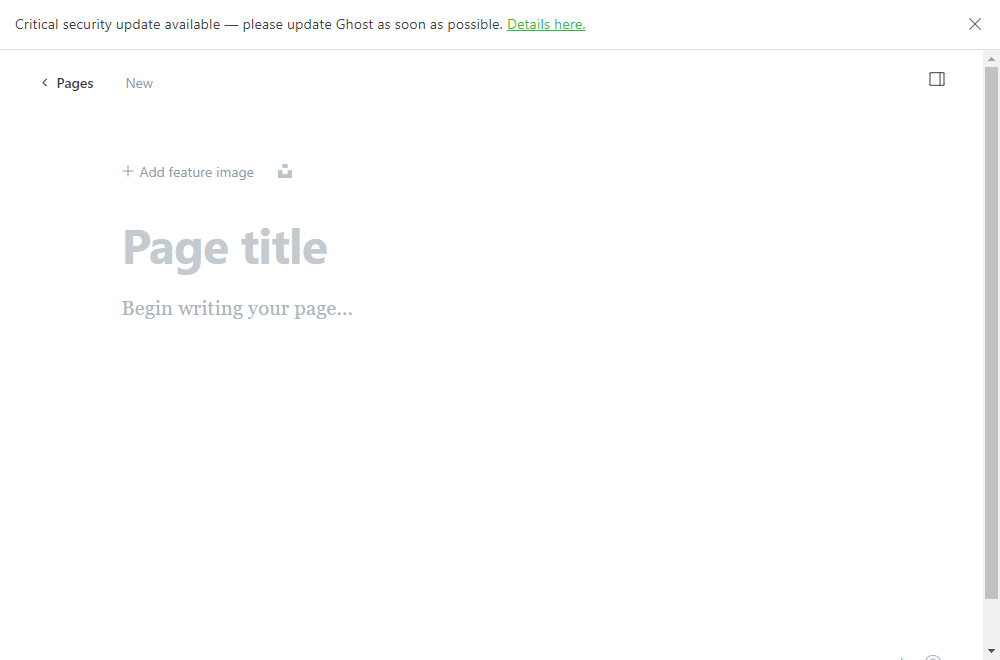 Critical security update available — please update Ghost as soon as possible. Details here.
Pages New
Add feature image
Page title
Begin writing your page...